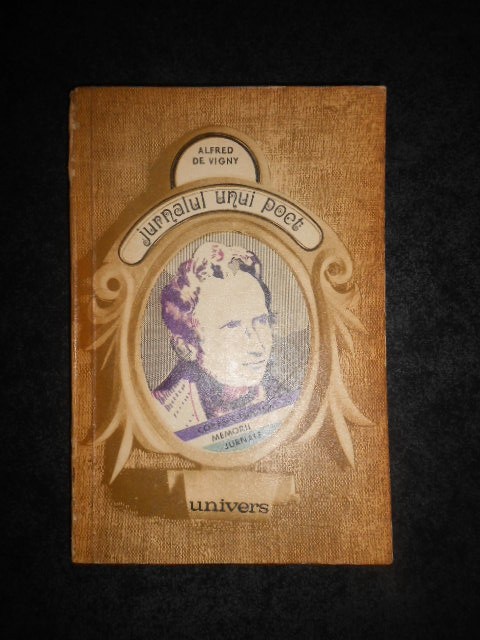 ALFRED
DE VIGNY
jurnalul unui poet
MEMORII
JURNALE
univers